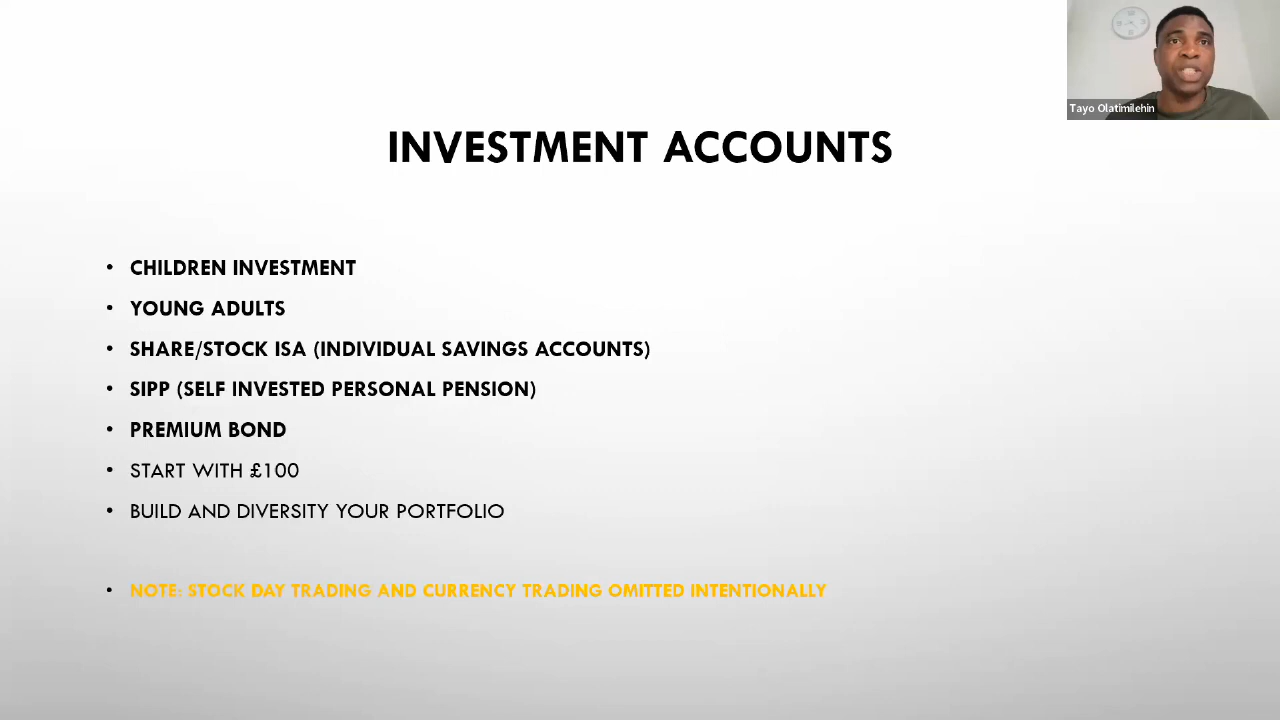 Tayo Olatimilehin
INVESTMENT ACCOUNTS
• CHILDREN INVESTMENT
• YOUNG ADULTS
• SHARE/STOCK ISA (INDIVIDUAL SAVINGS ACCOUNTS)
• SIPP (SELF INVESTED PERSONAL PENSION)
• PREMIUM BOND
• START WITH £100
• BUILD AND DIVERSITY YOUR PORTFOLIO
• NOTE: STOCK DAY TRADING AND CURRENCY TRADING OMITTED INTENTIONALLY